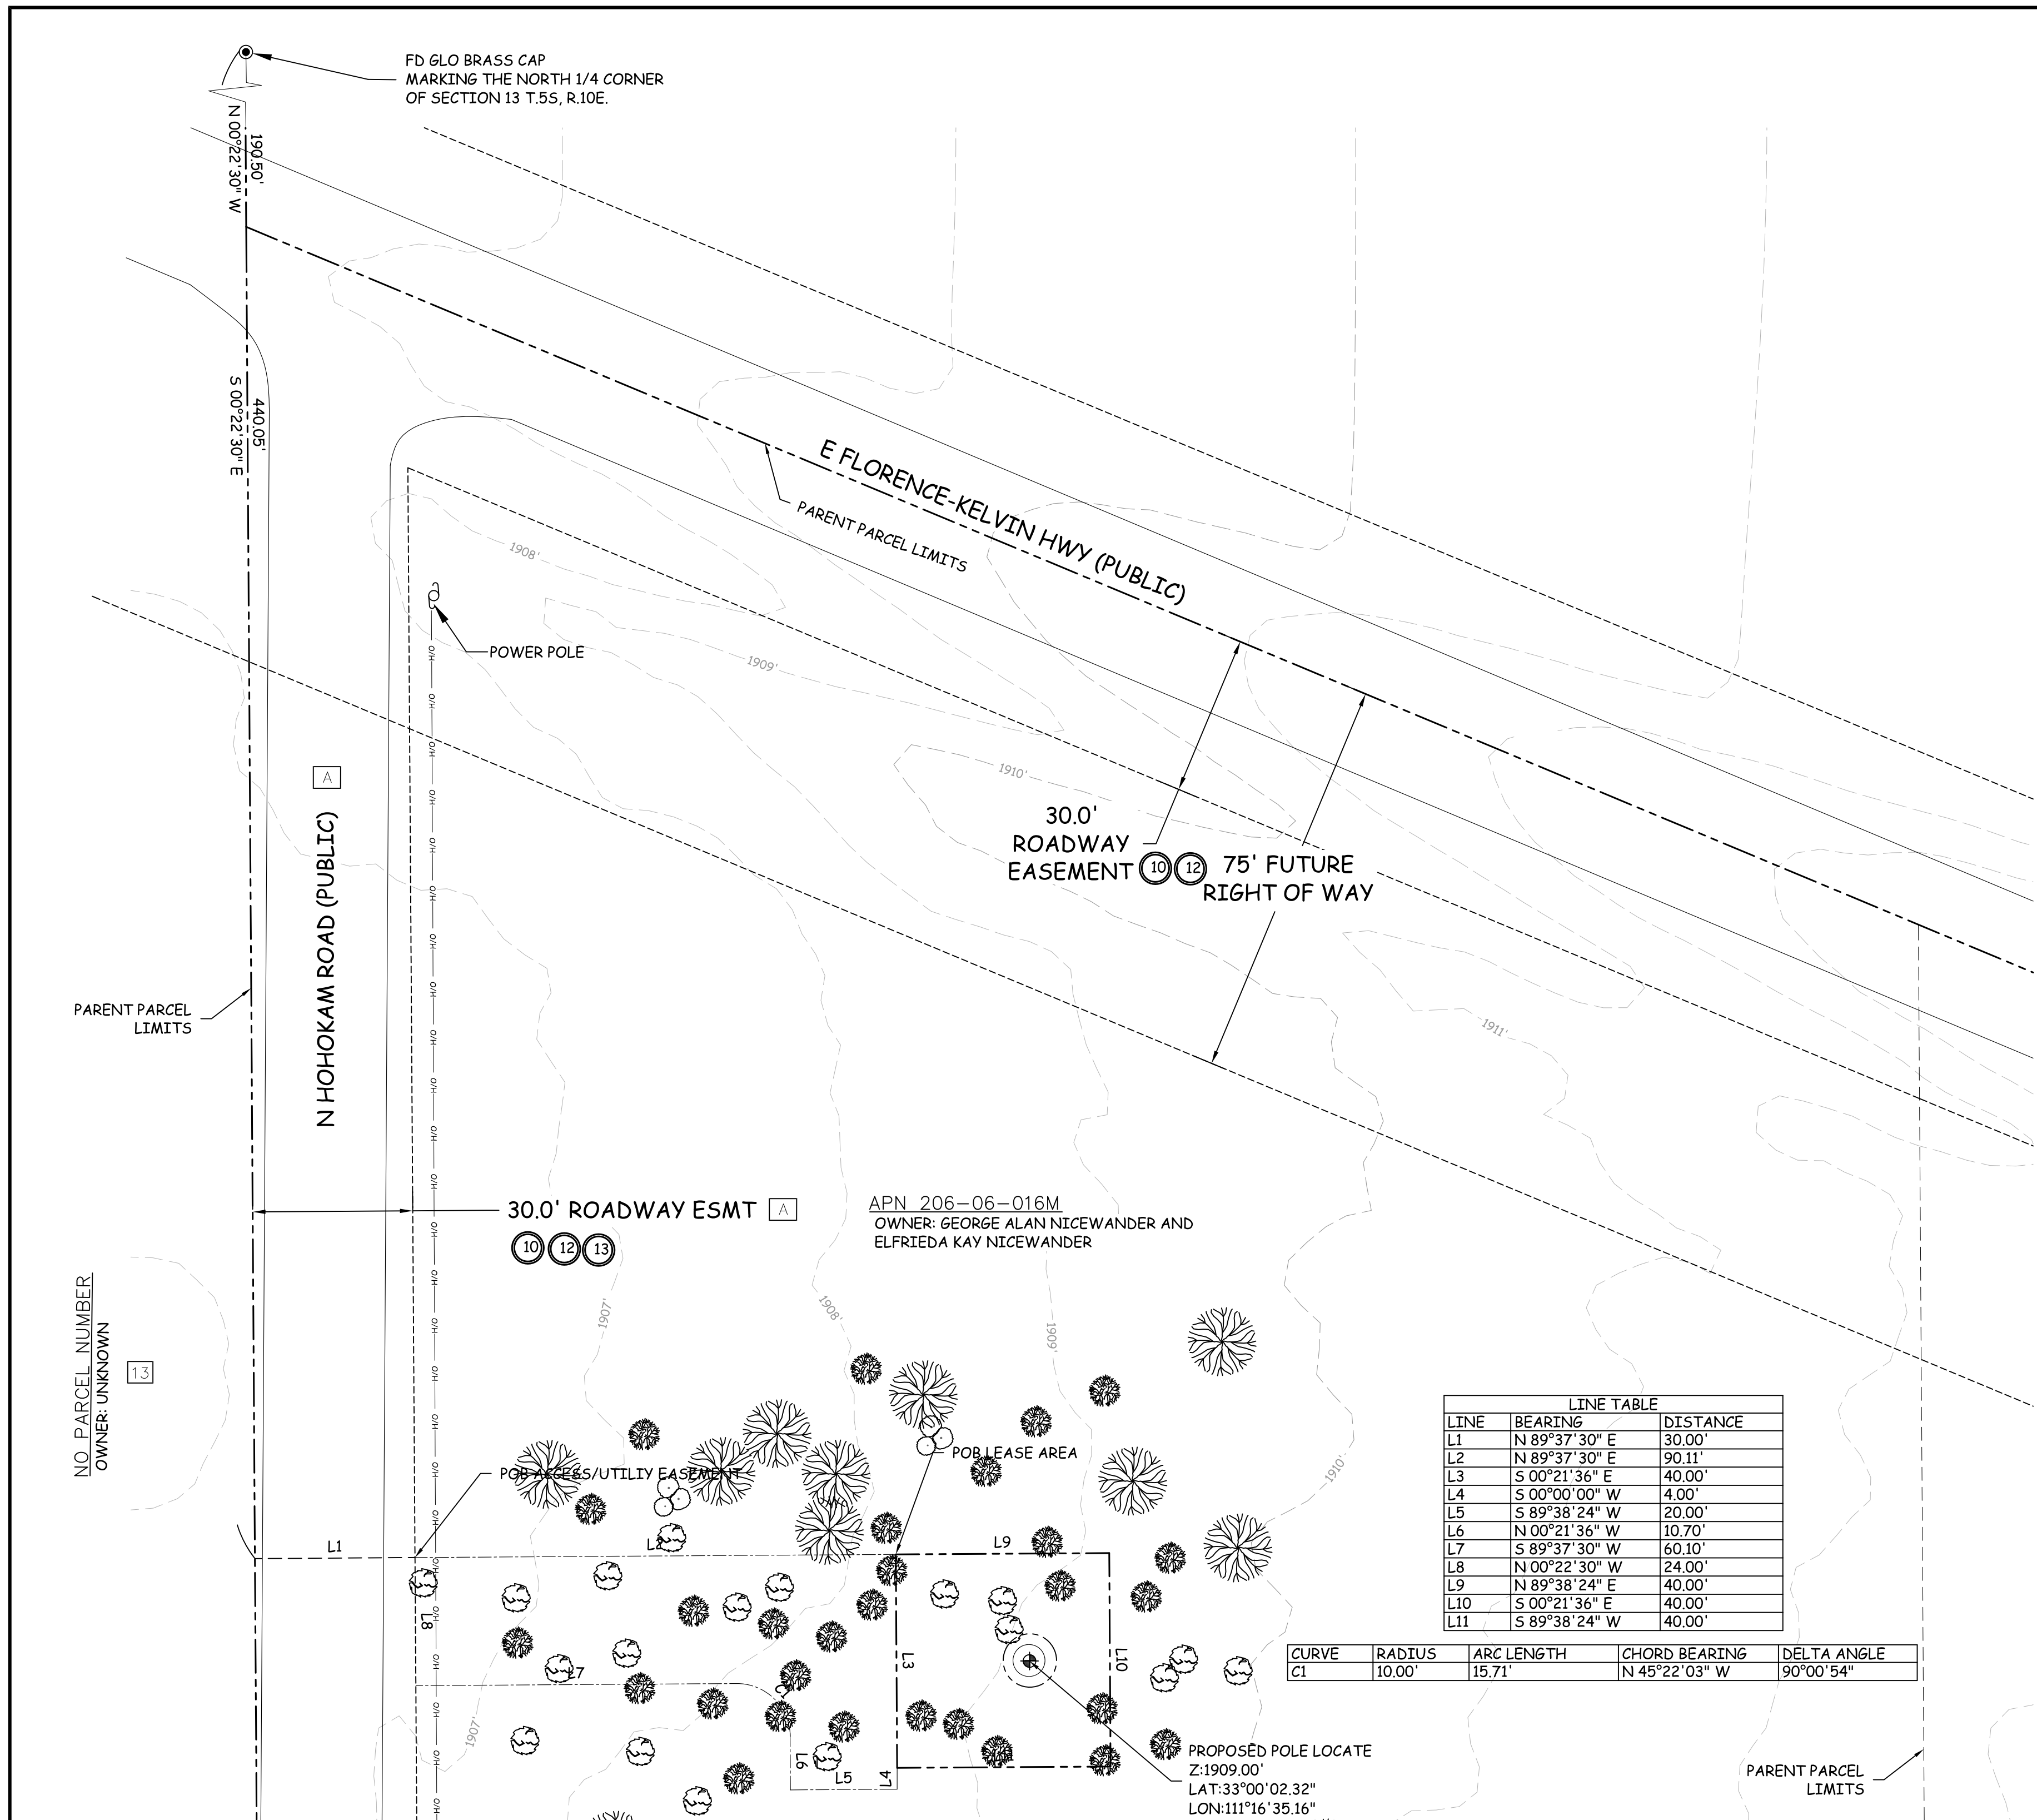 FD GLO BRASS CAP
MARKING THE NORTH 1/4 CORNER
OF SECTION 13 T.5S, R.10E.
190.50'
N 00°22'30" W
440.05'
S 00°22'30" E
E FLORENCE-KELVIN HWY (PUBLIC)
PARENT PARCEL LIMITS
1908'
POWER POLE
1909'
1910'
A
N HOHOKAM ROAD (PUBLIC)
30.0'
ROADWAY
EASEMENT
10
12
75' FUTURE
RIGHT OF WAY
PARENT PARCEL
LIMITS
1911'
30.0' ROADWAY ESMT
A
10
12
13
APN 206-06-016M
OWNER: GEORGE ALAN NICEWANDER AND
ELFRIEDA KAY NICEWANDER
NO PARCEL NUMBER
OWNER: UNKNOWN
13
1907'
1908'
1909'
1910'
POB LEASE AREA
POB ACCESS/UTILIY EASEMENT
LINE TABLE
LINE BEARING DISTANCE
L1 N 89°37'30" E 30.00'
L2 N 89°37'30" E 90.11'
L3 S 00°21'36" E 40.00'
L4 S 00°00'00" W 4.00'
L5 S 89°38'24" W 20.00'
L6 N 00°21'36" W 10.70'
L7 S 89°37'30" W 60.10'
L8 N 00°22'30" W 24.00'
L9 N 89°38'24" E 40.00'
L10 S 00°21'36" E 40.00'
L11 S 89°38'24" W 40.00'
CURVE RADIUS ARC LENGTH CHORD BEARING DELTA ANGLE
C1 10.00' 15.71' N 45°22'03" W 90°00'54"
L1
L2
L9
L8
L3
L10
L7
1907'
L6
L5
L4
PROPOSED POLE LOCATE
Z:1909.00'
LAT:33°00'02.32"
LON:111°16'35.16"
PARENT PARCEL
LIMITS
O/H O/H O/H O/H O/H O/H O/H O/H O/H O/H O/H O/H O/H O/H O/H O/H O/H O/H O/H O/H O/H O/H O/H O/H